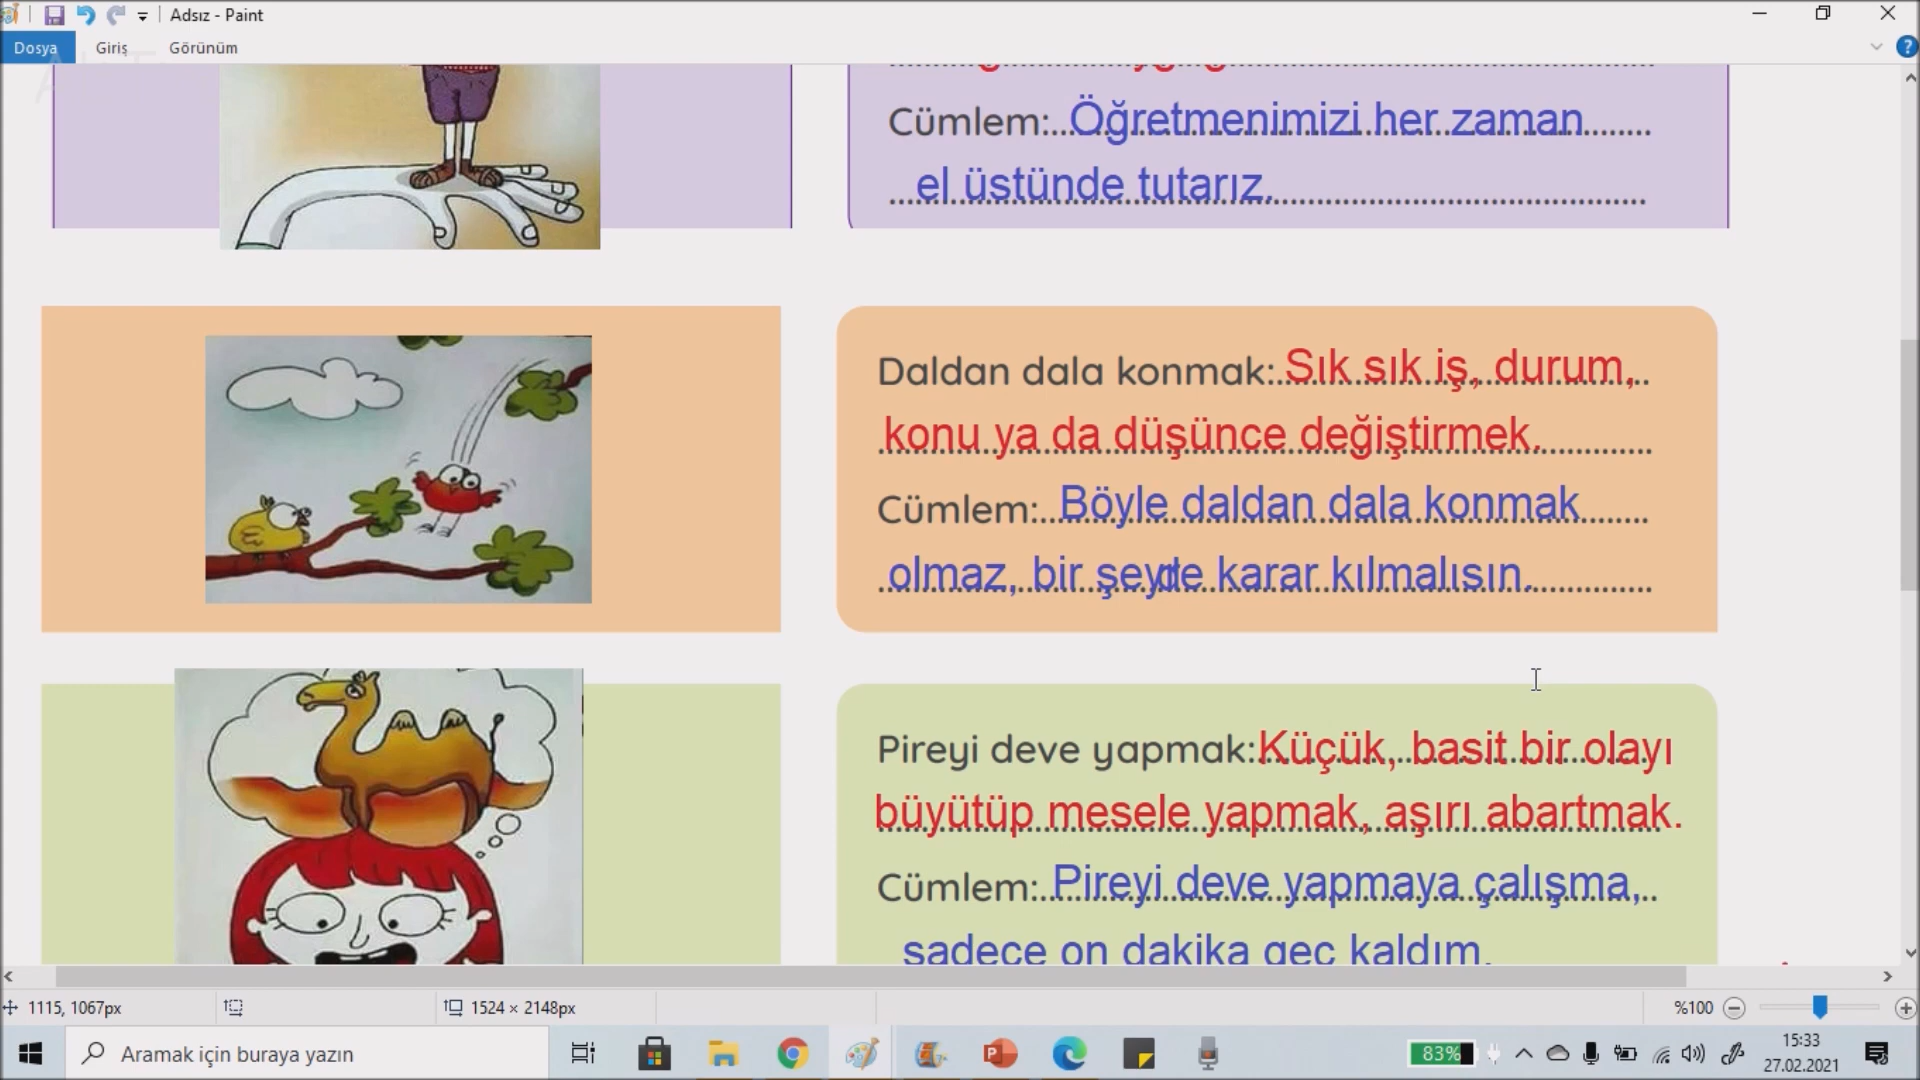 Adsız - Paint
Dosya Giriş Görünüm
Cümlem:..Öğretmenimizi her zaman
el üstünde tutarız.
Daldan dala konmak: Sık sık iş, durum,
konu ya da düşünce değiştirmek.
Cümlem:..Böyle daldan dala konmak
olmaz, bir şeyde karar kılmalısın.
Pireyi deve yapmak: Küçük, basit bir olayı
büyütüp mesele yapmak, aşırı abartmak.
Cümlem:..Pireyi deve yapmaya çalışma,
sadece on dakika geç kaldım.
1115, 1067px
1524 × 2148px
%100
Aramak için buraya yazın
83%
15:33
27.02.2021